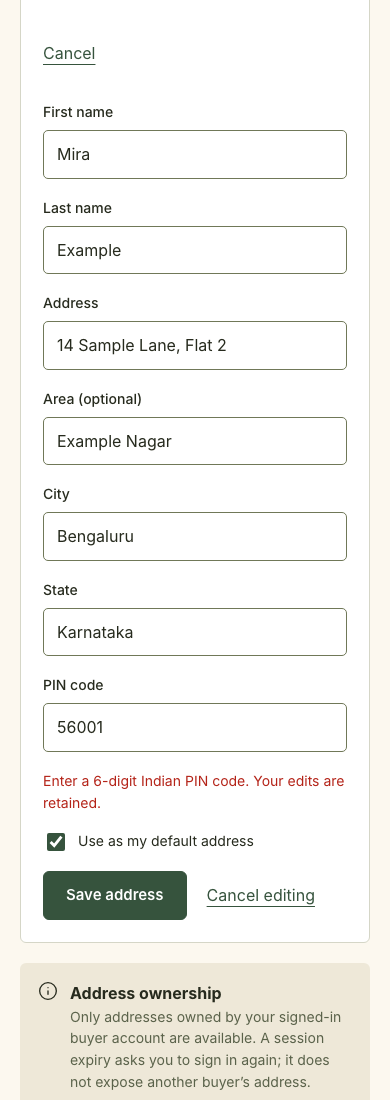 Cancel
First name
Mira
Last name
Example
Address
14 Sample Lane, Flat 2
Area (optional)
Example Nagar
City
Bengaluru
State
Karnataka
PIN code
56001
Enter a 6-digit Indian PIN code. Your edits are
retained.
Use as my default address
Save address
Cancel editing
Address ownership
Only addresses owned by your signed-in
buyer account are available. A session
expiry asks you to sign in again; it does
not expose another buyer’s address.